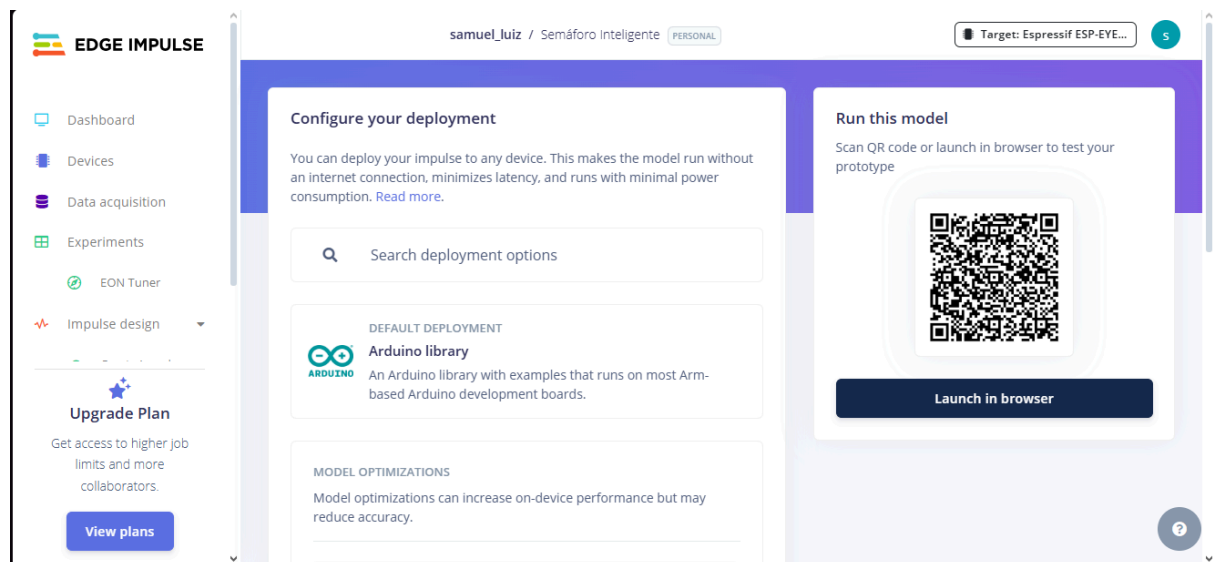 EDGE IMPULSE
samuel_luiz / Semáforo Inteligente PERSONAL
Target: Espressif ESP-EYE...
s
Dashboard
Devices
Data acquisition
Experiments
EON Tuner
Impulse design
Upgrade Plan
Get access to higher job
limits and more
collaborators.
View plans
Configure your deployment
You can deploy your impulse to any device. This makes the model run without
an internet connection, minimizes latency, and runs with minimal power
consumption. Read more.
Search deployment options
DEFAULT DEPLOYMENT
Arduino library
ARDUINO
An Arduino library with examples that runs on most Arm-
based Arduino development boards.
MODEL OPTIMIZATIONS
Model optimizations can increase on-device performance but may
reduce accuracy.
Run this model
Scan QR code or launch in browser to test your
prototype
Launch in browser
?